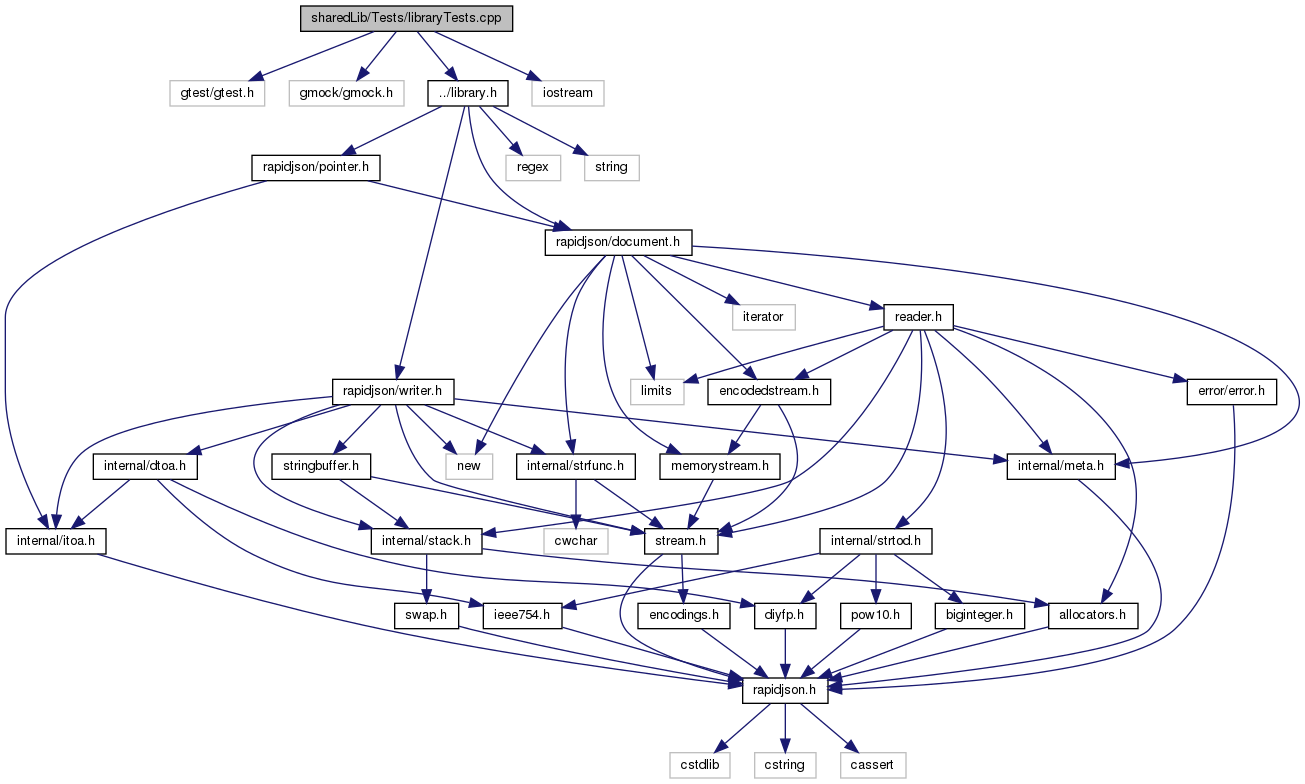 sharedLib/Tests/libraryTests.cpp
gtest/gtest.h
gmock/gmock.h
../library.h
iostream
rapidjson/pointer.h
regex
string
rapidjson/document.h
iterator
reader.h
rapidjson/writer.h
limits
encodedstream.h
error/error.h
internal/dtoa.h
stringbuffer.h
new
internal/strfunc.h
memorystream.h
internal/meta.h
internal/itoa.h
internal/stack.h
cwchar
stream.h
internal/strtod.h
swap.h
ieee754.h
encodings.h
diyfp.h
pow10.h
biginteger.h
allocators.h
rapidjson.h
cstdlib
cstring
cassert